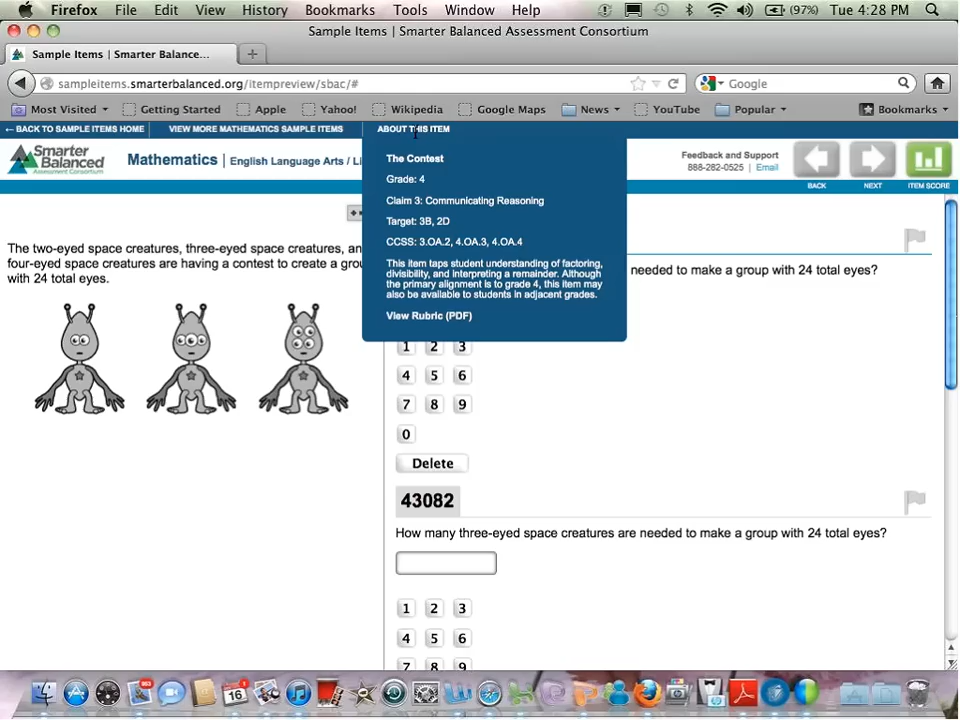 Firefox File Edit View History Bookmarks Tools Window Help (97%) Tue 4:28 PM
Sample Items | Smarter Balanced Assessment Consortium
Sample Items | Smarter Balance...
sampleitems.smarterbalanced.org/itempreview/sbac/#
Google
Most Visited Getting Started Apple Yahoo! Wikipedia Google Maps News YouTube Popular Bookmarks
←BACK TO SAMPLE ITEMS HOME VIEW MORE MATHEMATICS SAMPLE ITEMS ABOUT THIS ITEM
Smarter
Balanced
Assessment Consortium
Mathematics | English Language Arts / Li
Feedback and Support
888-282-0525 | Email
BACK NEXT ITEM SCORE
The Contest
Grade: 4
Claim 3: Communicating Reasoning
Target: 3B, 2D
CCSS: 3.OA.2, 4.OA.3, 4.OA.4
This item taps student understanding of factoring,
divisibility, and interpreting a remainder. Although
the primary alignment is to grade 4, this item may
also be available to students in adjacent grades.
View Rubric (PDF)
The two-eyed space creatures, three-eyed space creatures, an
four-eyed space creatures are having a contest to create a grou
with 24 total eyes.
needed to make a group with 24 total eyes?
1 2 3
4 5 6
7 8 9
0
Delete
43082
How many three-eyed space creatures are needed to make a group with 24 total eyes?
1 2 3
4 5 6
7 8 9